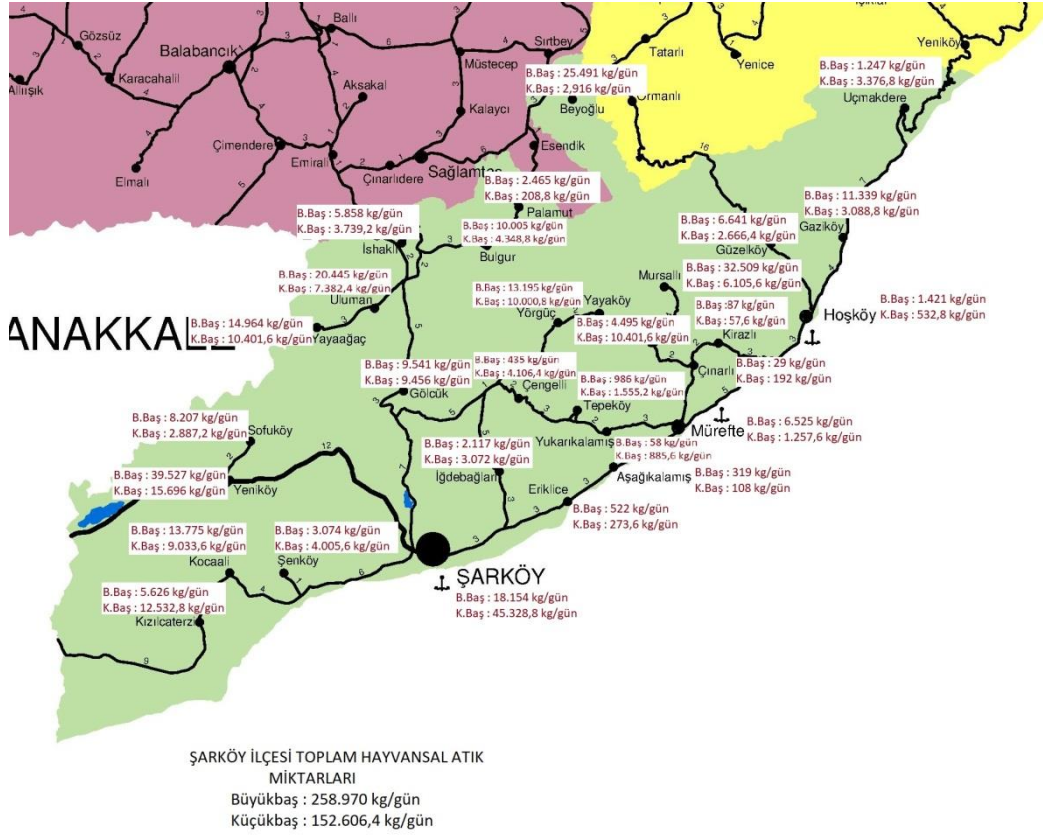 Ballı
Gözsüz
Balabancık
Karacahalil
Allıışık
Aksakal
Müstecep
Sırtbey
Kalaycı
Tatarlı
Yenice
Yeniköy
B.Baş : 25.491 kg/gün
K.Baş : 2,916 kg/gün
Beyoğlu
Ormanlı
B.Baş : 1.247 kg/gün
K.Baş : 3.376,8 kg/gün
Uçmakdere
Elmalı
Çimendere
Emirali
Çınarlıdere
Sağlamtaş
Esendik
16
B.Baş : 2.465 kg/gün
K.Baş : 208,8 kg/gün
Palamut
B.Baş : 11.339 kg/gün
K.Baş : 3.088,8 kg/gün
Gaziköy
B.Baş : 5.858 kg/gün
K.Baş : 3.739,2 kg/gün
İshaklı
B.Baş : 10.005 kg/gün
K.Baş : 4.348,8 kg/gün
Bulgur
B.Baş : 6.641 kg/gün
K.Baş : 2.666,4 kg/gün
Güzelköy
B.Baş : 20.445 kg/gün
K.Baş : 7.382,4 kg/gün
Uluman
B.Baş : 13.195 kg/gün
K.Baş : 10.000,8 kg/gün
Yörgüç
Yayaköy
Mursallı
B.Baş : 32.509 kg/gün
K.Baş : 6.105,6 kg/gün
B.Baş :87 kg/gün
K.Baş : 57,6 kg/gün
Kirazlı
Hoşköy
B.Baş : 1.421 kg/gün
K.Baş : 532,8 kg/gün
ANAKKALE
B.Baş : 14.964 kg/gün
K.Baş : 10.401,6 kg/gün
Yayaağaç
B.Baş : 4.495 kg/gün
K.Baş : 10.401,6 kg/gün
Çınarlı
B.Baş : 29 kg/gün
K.Baş : 192 kg/gün
B.Baş : 9.541 kg/gün
K.Baş : 9.456 kg/gün
Gölcük
B.Baş : 435 kg/gün
K.Baş : 4.106,4 kg/gün
Çengelli
B.Baş : 986 kg/gün
K.Baş : 1.555,2 kg/gün
Tepeköy
Mürefte
B.Baş : 6.525 kg/gün
K.Baş : 1.257,6 kg/gün
B.Baş : 8.207 kg/gün
K.Baş : 2.887,2 kg/gün
Sofuköy
12
B.Baş : 2.117 kg/gün
K.Baş : 3.072 kg/gün
İğdebağları
Yukarıkalamış
B.Baş : 58 kg/gün
K.Baş : 885,6 kg/gün
Aşağıkalamış
B.Baş : 319 kg/gün
K.Baş : 108 kg/gün
B.Baş : 39.527 kg/gün
K.Baş : 15.696 kg/gün
Yeniköy
Eriklice
B.Baş : 522 kg/gün
K.Baş : 273,6 kg/gün
B.Baş : 13.775 kg/gün
K.Baş : 9.033,6 kg/gün
Kocaali
B.Baş : 3.074 kg/gün
K.Baş : 4.005,6 kg/gün
Şenköy
ŞARKÖY
B.Baş : 18.154 kg/gün
K.Baş : 45.328,8 kg/gün
B.Baş : 5.626 kg/gün
K.Baş : 12.532,8 kg/gün
Kızılcaterzi
9
ŞARKÖY İLÇESİ TOPLAM HAYVANSAL ATIK
MİKTARLARI
Büyükbaş : 258.970 kg/gün
Küçükbaş : 152.606,4 kg/gün